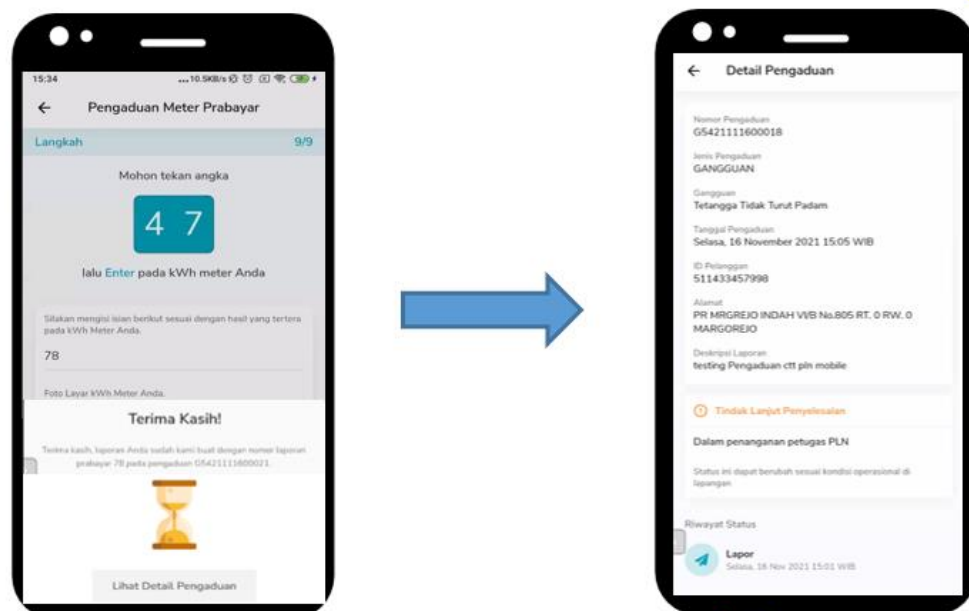 15:34
...10.5KB/s
Pengaduan Meter Prabayar
Langkah 9/9
Mohon tekan angka
4 7
lalu Enter pada kWh meter Anda
Silakan mengisi isian berikut sesuai dengan hasil yang tertera
pada kWh Meter Anda.
78
Foto Layar kWh Meter Anda.
Terima Kasih!
Terima kasih, laporan Anda sudah kami buat dengan nomer laporan
prabayar 78 pada pengaduan G5421111600021.
Lihat Detail Pengaduan
Detail Pengaduan
Nomor Pengaduan
G5421111600018
Jenis Pengaduan
GANGGUAN
Gangguan
Tetangga Tidak Turut Padam
Tanggal Pengaduan
Selasa, 16 November 2021 15:05 WIB
ID Pelanggan
511433457998
Alamat
PR MRGREJO INDAH VI/B No.805 RT. 0 RW. 0
MARGOREJO
Deskripsi Laporan
testing Pengaduan ctt pln mobile
Tindak Lanjut Penyelesaian
Dalam penanganan petugas PLN
Status ini dapat berubah sesuai kondisi operasional di
lapangan
Riwayat Status
Lapor
Selasa, 16 Nov 2021 15:01 WIB